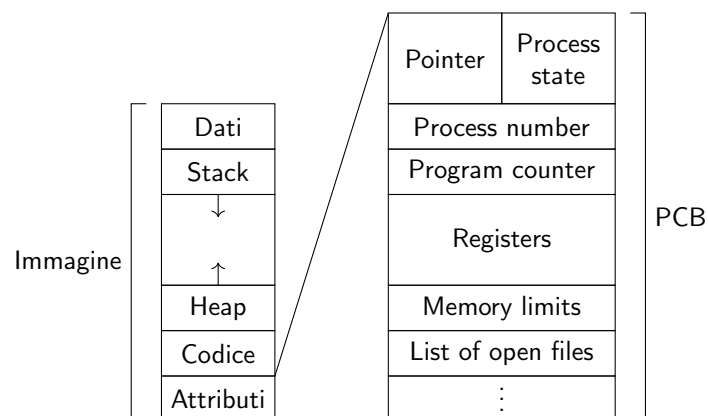 Immagine
Dati
Stack
Heap
Codice
Attributi
Pointer
Process
state
Process number
Program counter
Registers
Memory limits
List of open files
⋮
PCB